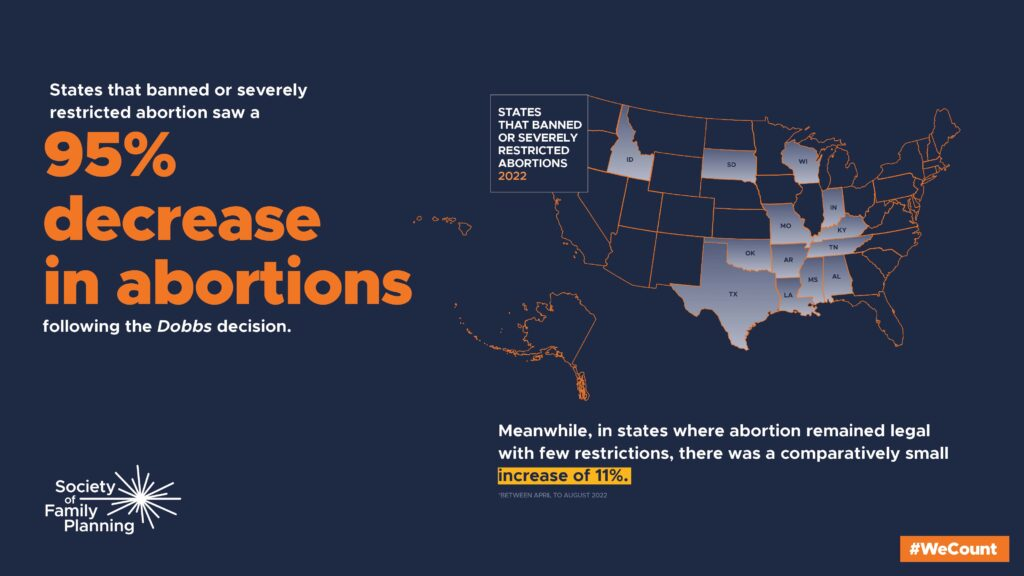 States that banned or severely
restricted abortion saw a
95%
decrease
in abortions
following the Dobbs decision.
STATES
THAT BANNED
OR SEVERELY
RESTRICTED
ABORTIONS
2022
ID
SD
WI
IN
MO
KY
TN
OK
AR
MS
AL
TX
LA
Meanwhile, in states where abortion remained legal
with few restrictions, there was a comparatively small
increase of 11%.
*BETWEEN APRIL TO AUGUST 2022
Society
of
Family
Planning
#WeCount